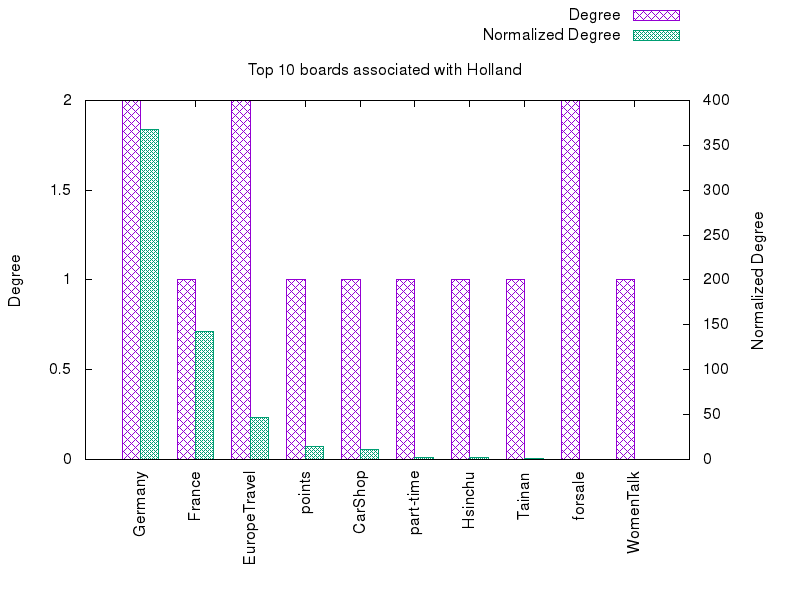 Degree
Normalized Degree
Top 10 boards associated with Holland
2
1.5
1
0.5
0
400
350
300
250
200
150
100
50
0
Degree
Normalized Degree
Germany
France
EuropeTravel
points
CarShop
part-time
Hsinchu
Tainan
forsale
WomenTalk